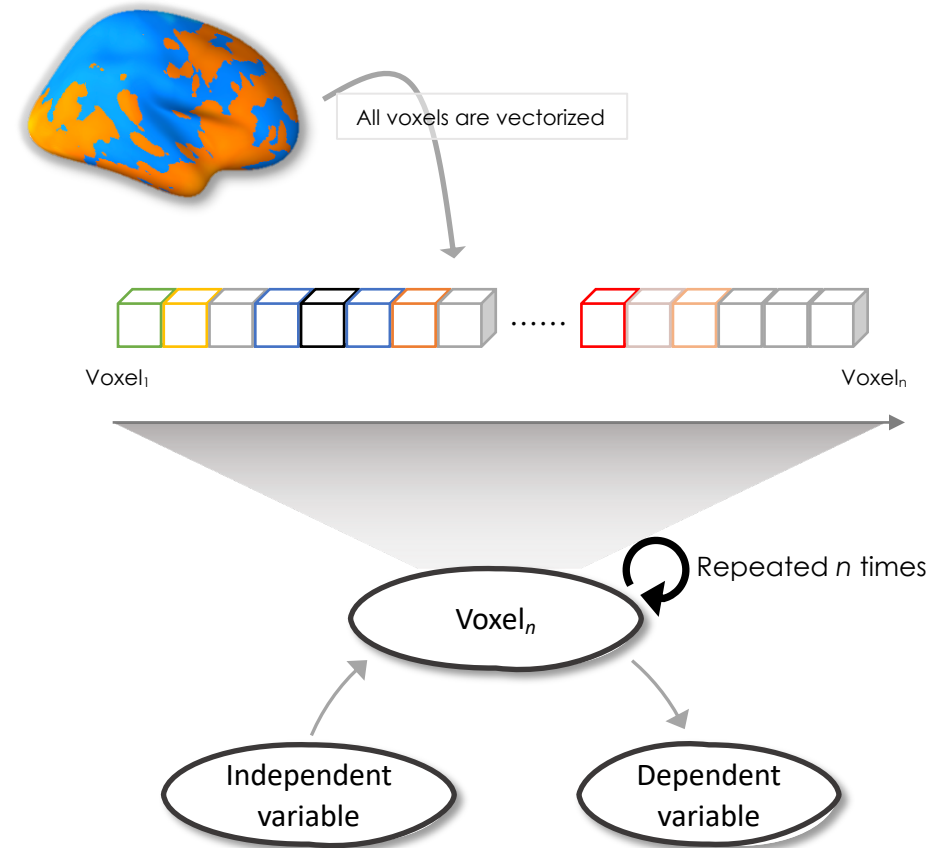 All voxels are vectorized
......
Voxel₁
Voxelₙ
Repeated n times
Voxelₙ
Independent
variable
Dependent
variable